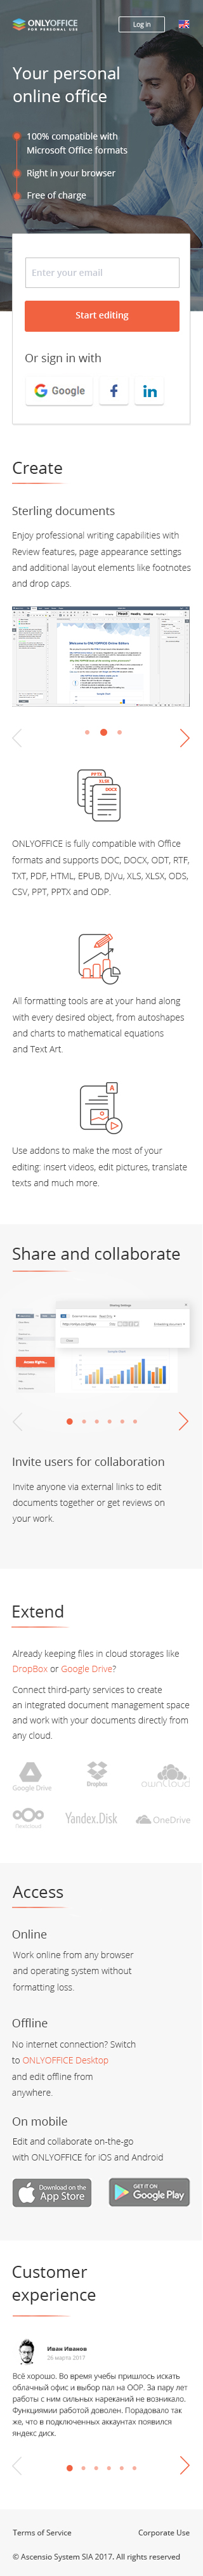 ONLYOFFICE
FOR PERSONAL USE
Log in
Your personal
online office
100% compatible with
Microsoft Office formats
Right in your browser
Free of charge
Enter your email
Start editing
Or sign in with
Google
Create
Sterling documents
Enjoy professional writing capabilities with
Review features, page appearance settings
and additional layout elements like footnotes
and drop caps.
Welcome to ONLYOFFICE Online Editors
PPTX
XLSX
DOCX
ONLYOFFICE is fully compatible with Office
formats and supports DOC, DOCX, ODT, RTF,
TXT, PDF, HTML, EPUB, DjVu, XLS, XLSX, ODS,
CSV, PPT, PPTX and ODP.
All formatting tools are at your hand along
with every desired object, from autoshapes
and charts to mathematical equations
and Text Art.
A
Use addons to make the most of your
editing: insert videos, edit pictures, translate
texts and much more.
Share and collaborate
Sharing Settings
Access Rights...
Invite users for collaboration
Invite anyone via external links to edit
documents together or get reviews on
your work.
Extend
Already keeping files in cloud storages like
DropBox or Google Drive?
Connect third-party services to create
an integrated document management space
and work with your documents directly from
any cloud.
Google Drive
Dropbox
ownCloud
nextcloud
Yandex.Disk
OneDrive
Access
Online
Work online from any browser
and operating system without
formatting loss.
Offline
No internet connection? Switch
to ONLYOFFICE Desktop
and edit offline from
anywhere.
On mobile
Edit and collaborate on-the-go
with ONLYOFFICE for iOS and Android
Download on the
App Store
GET IT ON
Google Play
Customer
experience
Иван Иванов
26 марта 2017
Всё хорошо. Во время учебы пришлось искать
облачный офис и выбор пал на ООР. За пару лет
работы с ним сильных нареканий не возникало.
Функциями работой доволен. Порадовало так
же, что в подключенных аккаунтах появился
яндекс диск.
Terms of Service
Corporate Use
© Ascensio System SIA 2017. All rights reserved